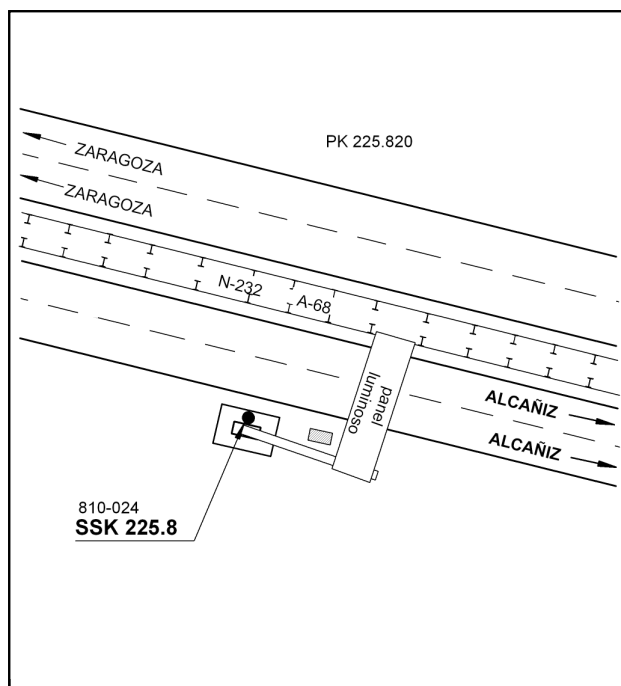 PK 225.820
ZARAGOZA
ZARAGOZA
N-232
A-68
panel
luminoso
ALCAÑIZ
ALCAÑIZ
810-024
SSK 225.8